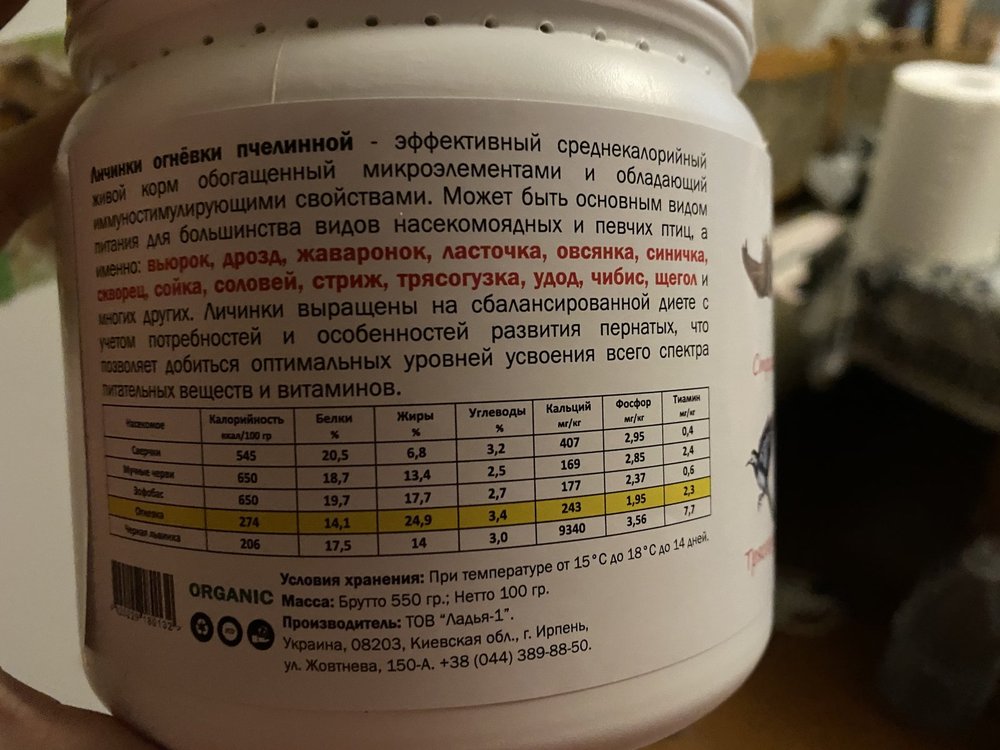 Личинки огнёвки пчелинной - эффективный среднекалорийный
живой корм обогащенный микроэлементами и обладающий
иммуностимулирующими свойствами. Может быть основным видом
питания для большинства видов насекомоядных и певчих птиц, а
именно: вьюрок, дрозд, жаваронок, ласточка, овсянка, синичка,
скворец, сойка, соловей, стриж, трясогузка, удод, чибис, щегол и
многих других. Личинки выращены на сбалансированной диете с
учетом потребностей и особенностей развития пернатых, что
позволяет добиться оптимальных уровней усвоения всего спектра
питательных веществ и витаминов.
Насекомое Калорийность ккал/100 гр Белки % Жиры % Углеводы % Кальций мг/кг Фосфор мг/кг Тиамин мг/кг
Сверчки 545 20,5 6,8 3,2 407 2,95 0,4
Мучные черви 650 18,7 13,4 2,5 169 2,85 2,4
Зофобас 650 19,7 17,7 2,7 177 2,37 0,6
Огневка 274 14,1 24,9 3,4 243 1,95 2,3
Черная львинка 206 17,5 14 3,0 9340 3,56 7,7
ORGANIC
Условия хранения: При температуре от 15°C до 18°C до 14 дней.
Масса: Брутто 550 гр.; Нетто 100 гр.
Производитель: ТОВ "Ладья-1".
Украина, 08203, Киевская обл., г. Ирпень,
ул. Жовтнева, 150-А. +38 (044) 389-88-50.